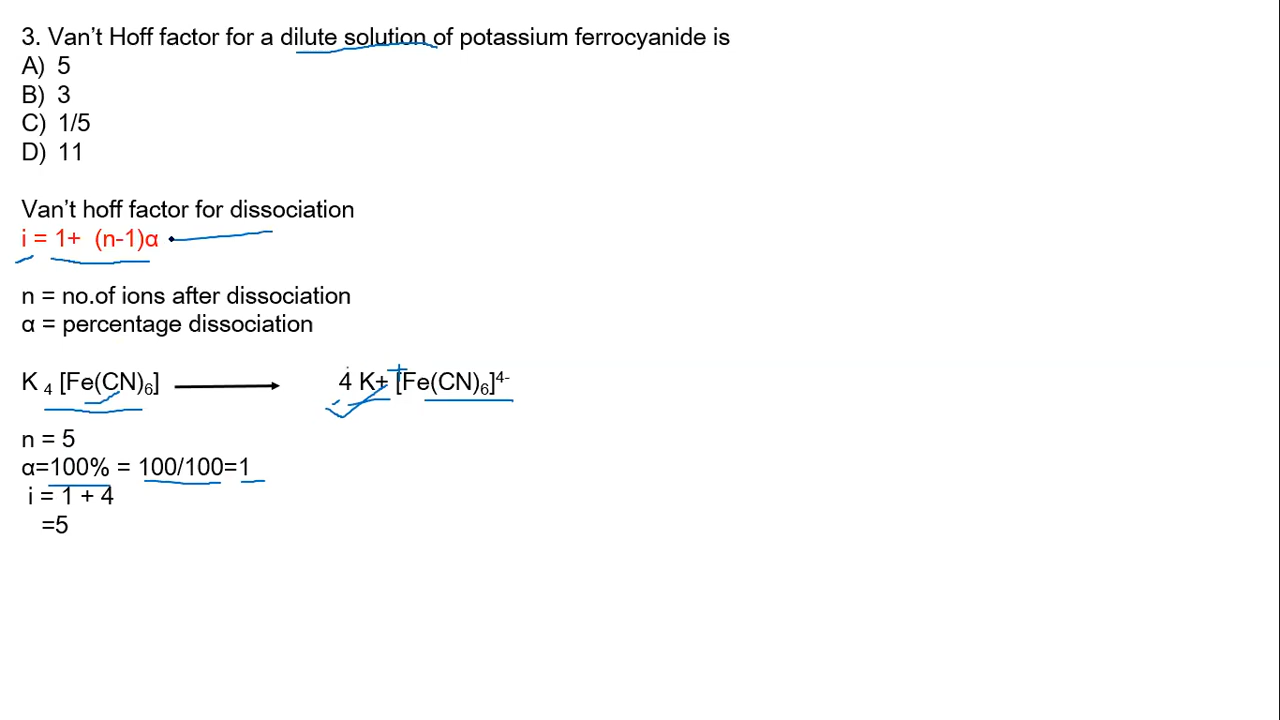 3. Van't Hoff factor for a dilute solution of potassium ferrocyanide is
A) 5
B) 3
C) 1/5
D) 11
Van't hoff factor for dissociation
i = 1+ (n-1)α
n = no.of ions after dissociation
α = percentage dissociation
K 4 [Fe(CN)₆] ⟶ 4 K+ + [Fe(CN)₆]⁴⁻
n = 5
α=100% = 100/100=1
i = 1 + 4
=5